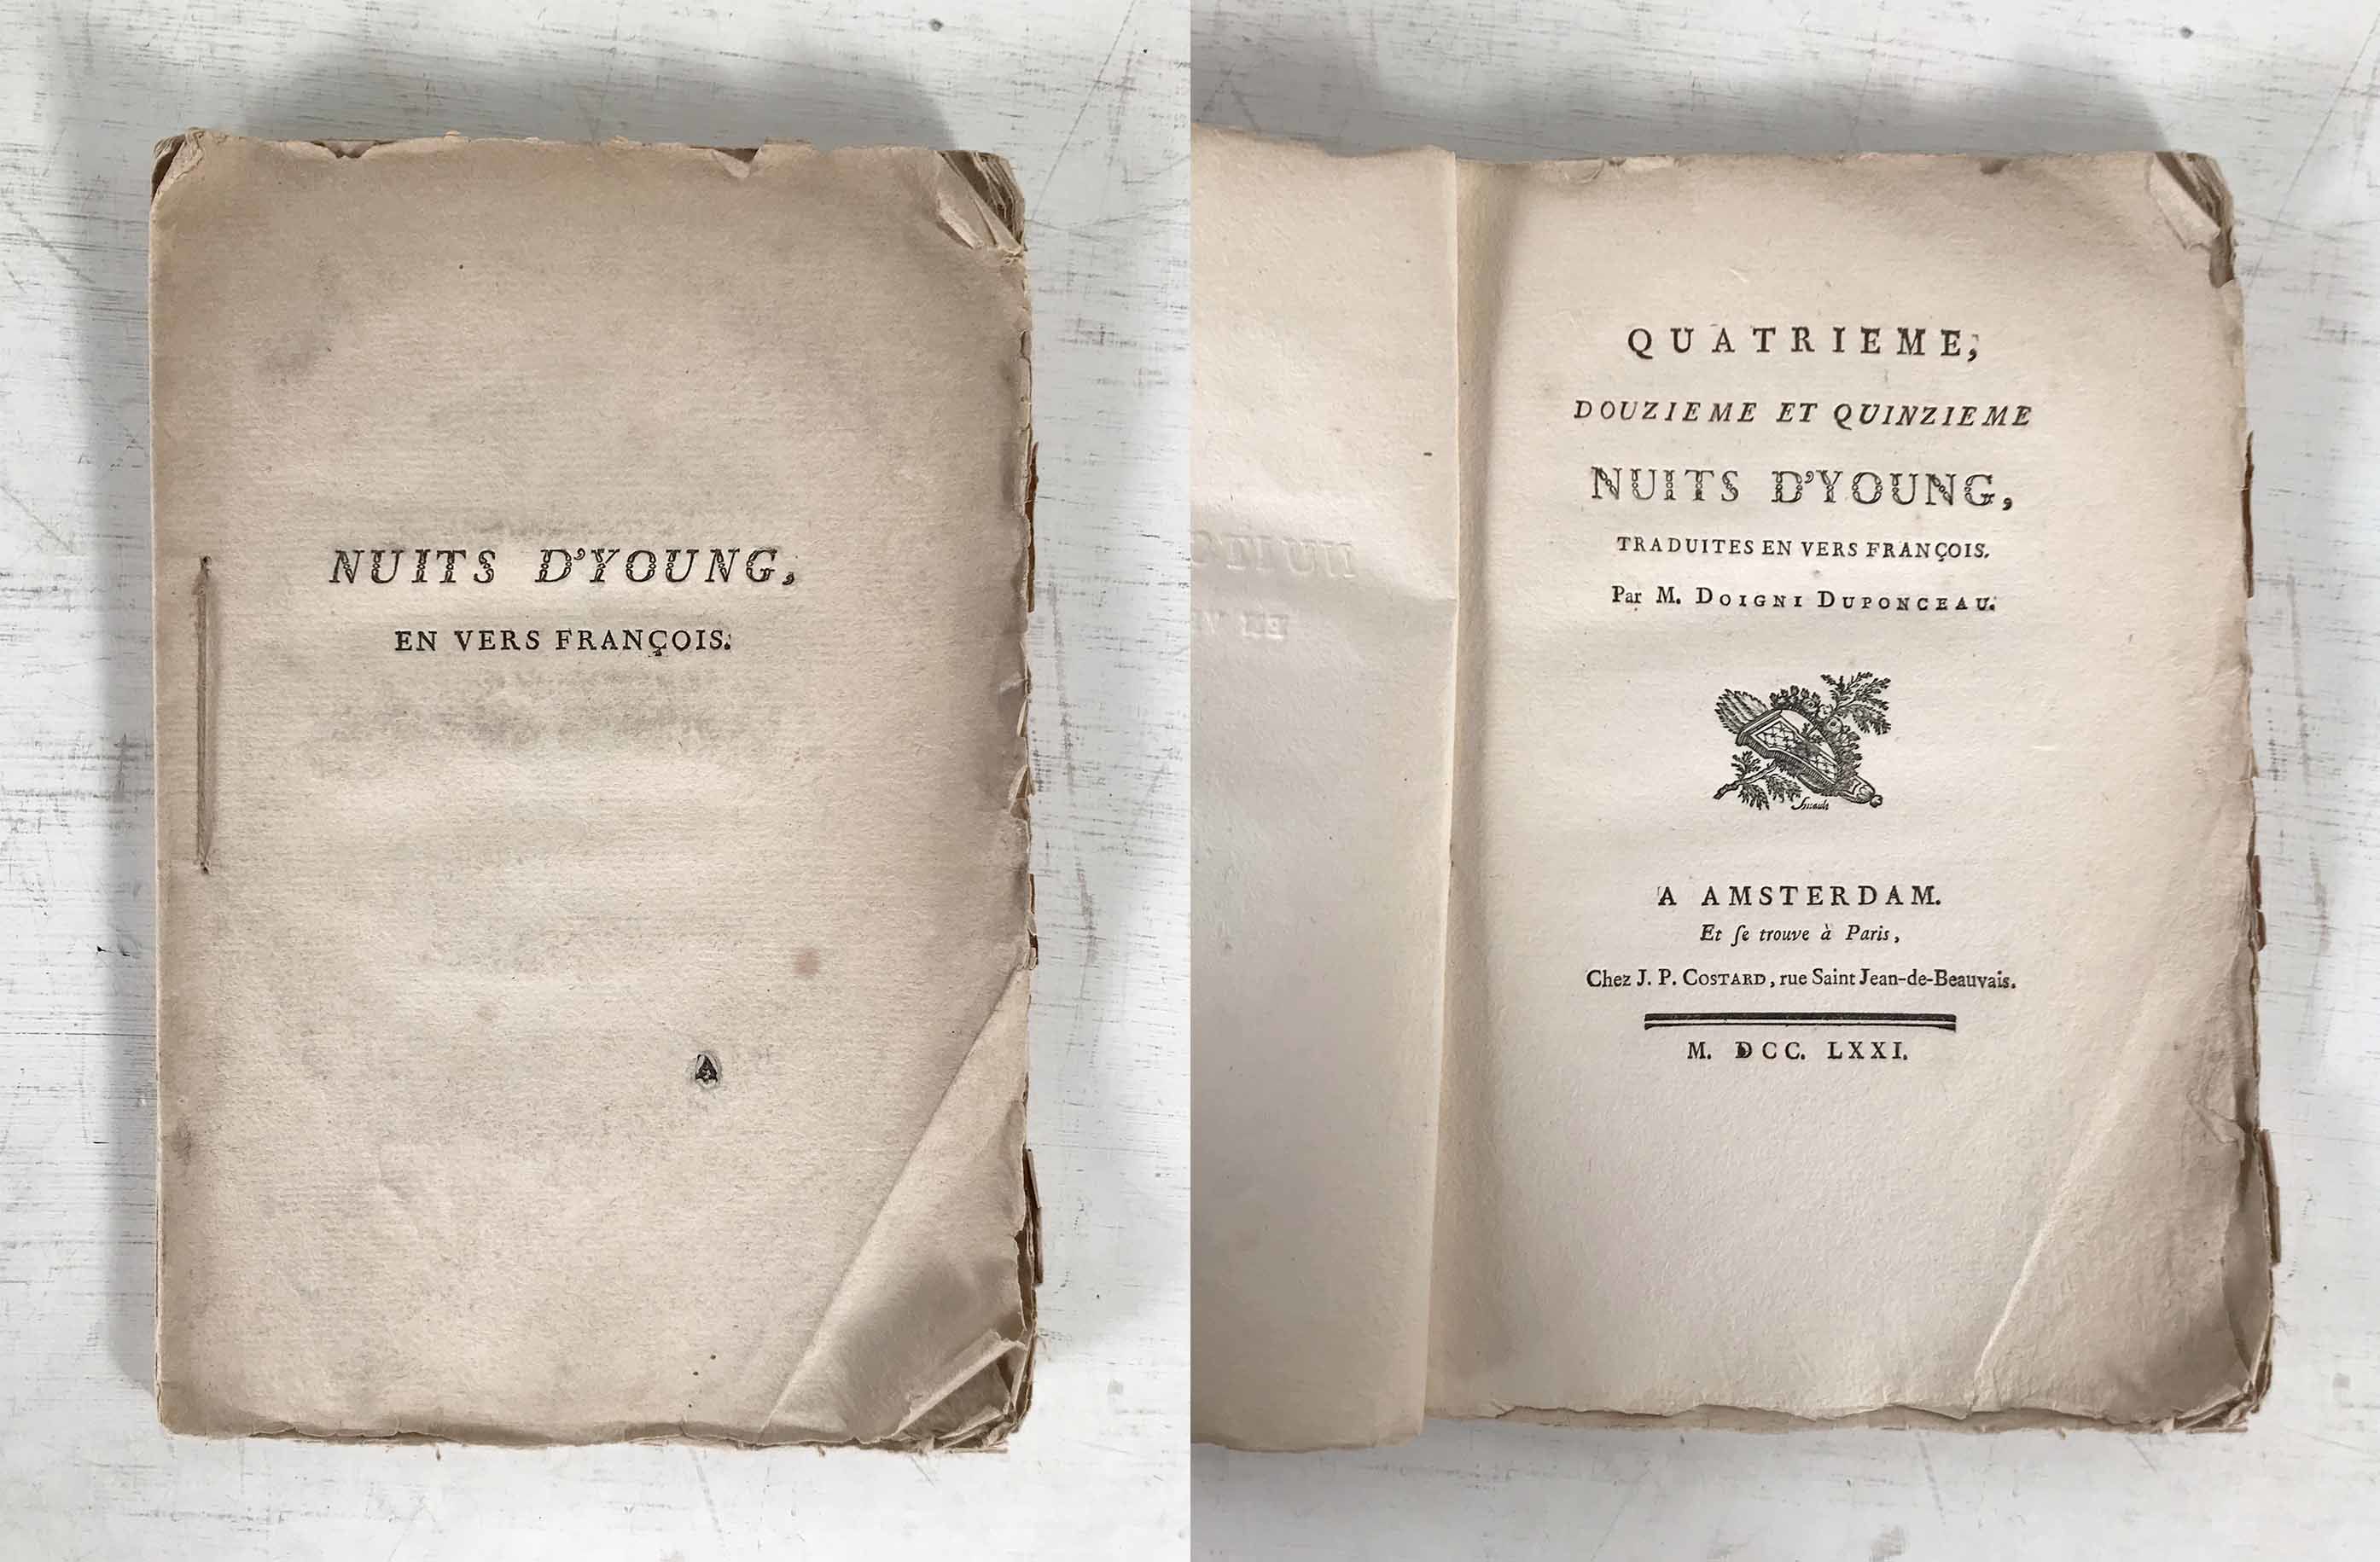 NUITS D'YOUNG,
EN VERS FRANÇOIS.
A
QUATRIEME,
DOUZIEME ET QUINZIEME
NUITS D'YOUNG,
TRADUITES EN VERS FRANÇOIS.
Par M. DOIGNI DUPONCEAU.
A AMSTERDAM.
Et ſe trouve à Paris,
Chez J. P. COSTARD, rue Saint Jean-de-Beauvais.
M. DCC. LXXI.